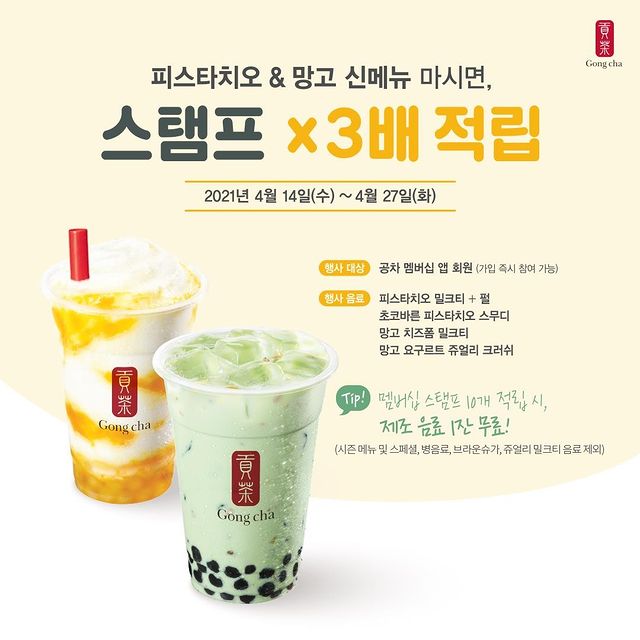 貢茶
Gong cha
피스타치오 & 망고 신메뉴 마시면,
스탬프 x3배 적립
2021년 4월 14일(수) ~ 4월 27일(화)
행사 대상 공차 멤버십 앱 회원 (가입 즉시 참여 가능)
행사 음료 피스타치오 밀크티 + 펄
초코바른 피스타치오 스무디
망고 치즈폼 밀크티
망고 요구르트 쥬얼리 크러쉬
Tip! 멤버십 스탬프 10개 적립 시,
제조 음료 1잔 무료!
(시즌 메뉴 및 스페셜, 병음료, 브라운슈가, 쥬얼리 밀크티 음료 제외)
貢茶
Gong cha
貢茶
Gong cha